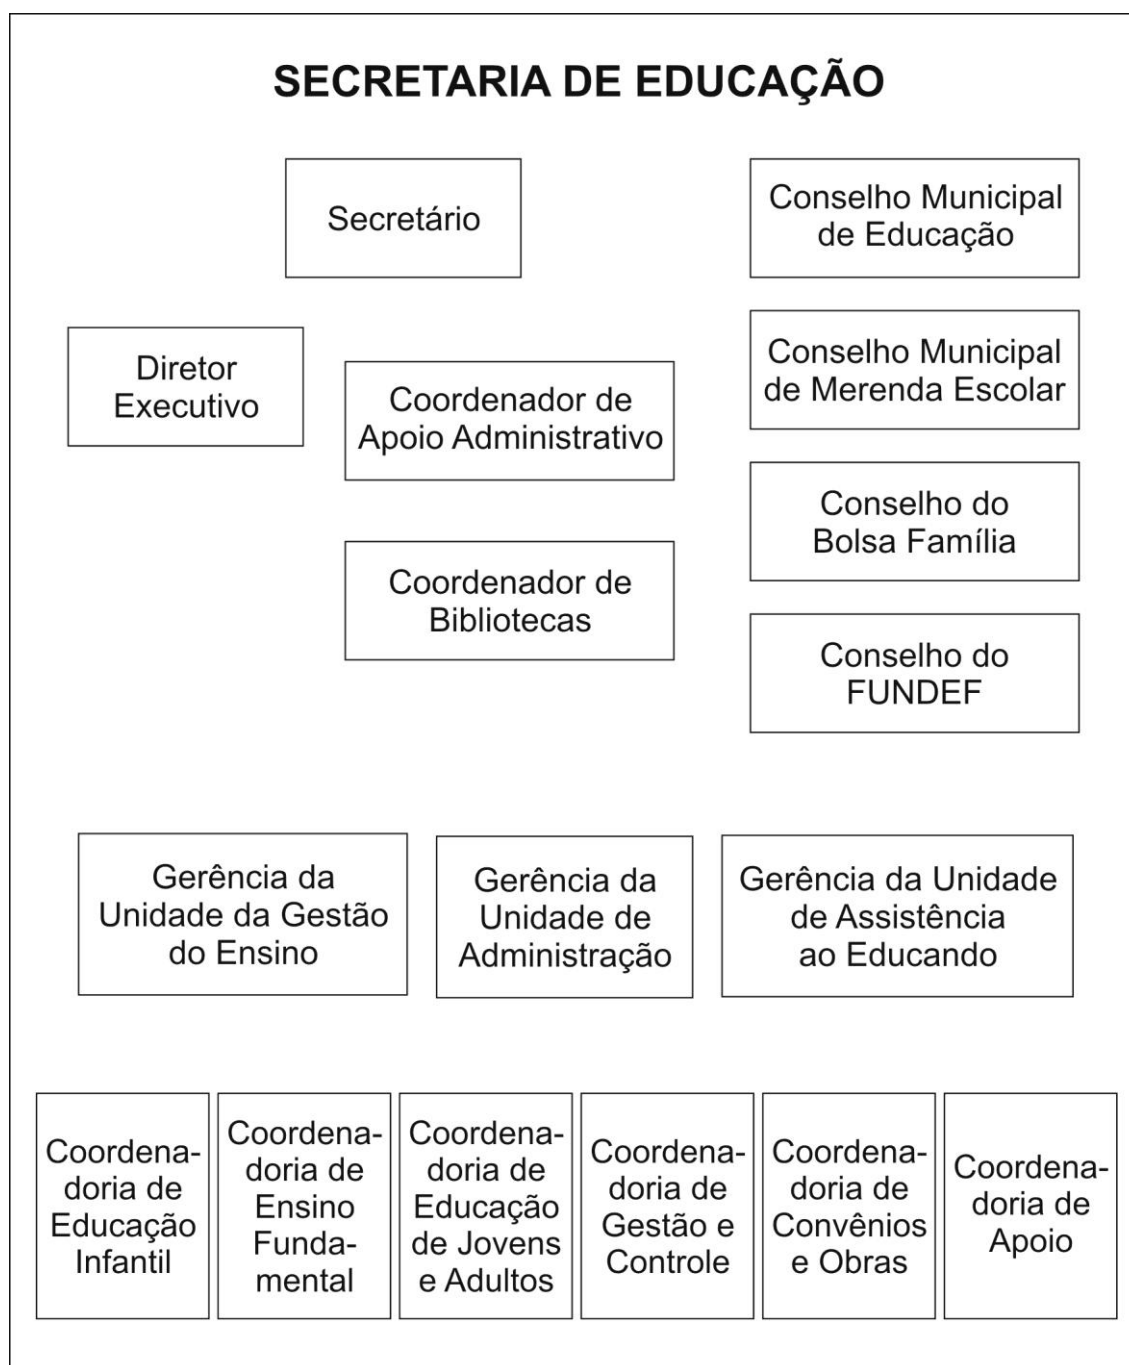 SECRETARIA DE EDUCAÇÃO
Secretário
Conselho Municipal
de Educação
Diretor
Executivo
Coordenador de
Apoio Administrativo
Conselho Municipal
de Merenda Escolar
Coordenador de
Bibliotecas
Conselho do
Bolsa Família
Conselho do
FUNDEF
Gerência da
Unidade da Gestão
do Ensino
Gerência da
Unidade de
Administração
Gerência da Unidade
de Assistência
ao Educando
Coordena-
doria de
Educação
Infantil
Coordena-
doria de
Ensino
Funda-
mental
Coordena-
doria de
Educação
de Jovens
e Adultos
Coordena-
doria de
Gestão e
Controle
Coordena-
doria de
Convênios
e Obras
Coordena-
doria de
Apoio